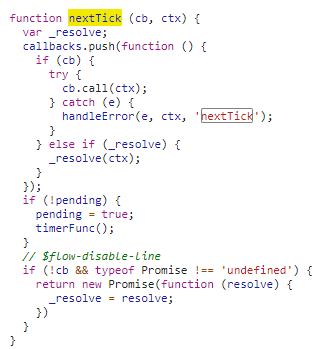 function nextTick (cb, ctx) {
  var _resolve;
  callbacks.push(function () {
    if (cb) {
      try {
        cb.call(ctx);
      } catch (e) {
        handleError(e, ctx, 'nextTick');
      }
    } else if (_resolve) {
      _resolve(ctx);
    }
  });
  if (!pending) {
    pending = true;
    timerFunc();
  }
  // $flow-disable-line
  if (!cb && typeof Promise !== 'undefined') {
    return new Promise(function (resolve) {
      _resolve = resolve;
    })
  }
}